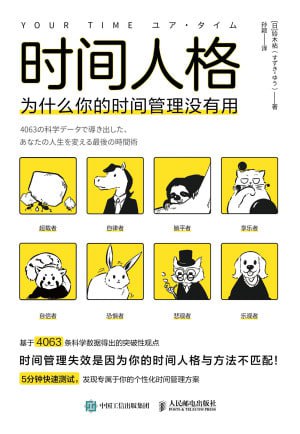 YOUR TIME ユア・タイム
时间人格
[日]铃木祐(すずき・ゆう)——著
孙超——译
为什么你的时间管理没有用
4063の科学データで導き出した、
あなたの人生を変える最後の時間術
超载者
自律者
躺平者
享乐者
自信者
恐惧者
悲观者
乐观者
基于 4063 条科学数据得出的突破性观点
时间管理失效是因为你的时间人格与方法不匹配！
5分钟快速测试，发现专属于你的个性化时间管理方案
中国工信出版集团
人民邮电出版社
POSTS & TELECOM PRESS